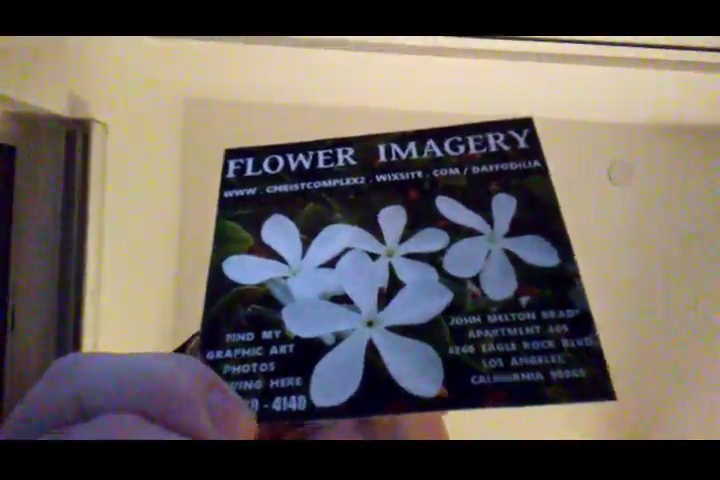 FLOWER IMAGERY
WWW . CHRISTCOMPLEX2 . WIXSITE . COM / DAFFODILIA
FIND MY
GRAPHIC ART
PHOTOS
HERE
- 4140
JOHN MELTON BRADY
APARTMENT
EAGLE ROCK BLVD
LOS ANGELES
CALIFORNIA